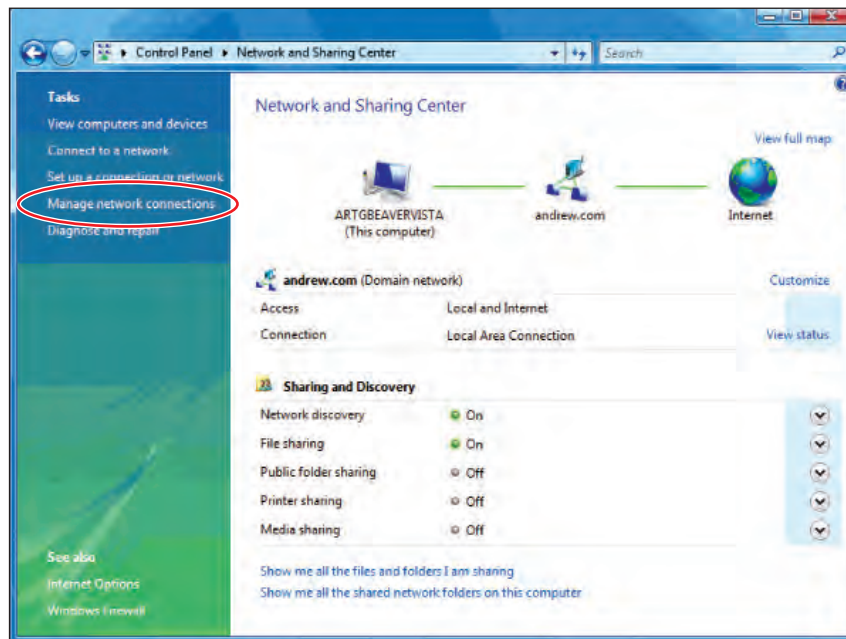 Control Panel ▸ Network and Sharing Center
Search
Tasks
View computers and devices
Connect to a network
Set up a connection or network
Manage network connections
Diagnose and repair
See also
Internet Options
Windows Firewall
Network and Sharing Center
View full map
ARTGBEAVERVISTA
(This computer)
andrew.com
Internet
andrew.com (Domain network) Customize
Access Local and Internet
Connection Local Area Connection View status
Sharing and Discovery
Network discovery On
File sharing On
Public folder sharing Off
Printer sharing Off
Media sharing Off
Show me all the files and folders I am sharing
Show me all the shared network folders on this computer